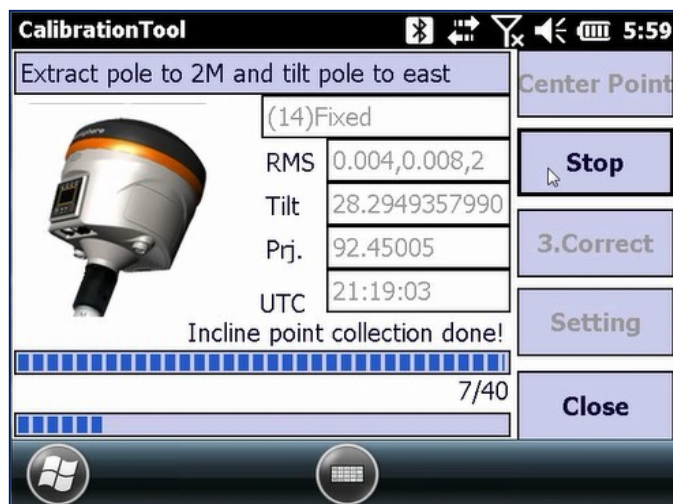 CalibrationTool 5:59
Extract pole to 2M and tilt pole to east
Center Point
(14)Fixed
RMS 0.004,0.008,2
Stop
Tilt 28.2949357990
Prj. 92.45005
3.Correct
UTC 21:19:03
Setting
Incline point collection done!
7/40
Close